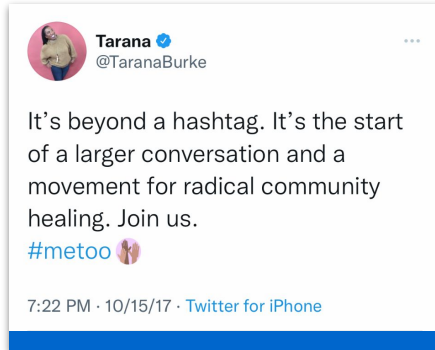 Tarana
@TaranaBurke
It’s beyond a hashtag. It’s the start
of a larger conversation and a
movement for radical community
healing. Join us.
#metoo
7:22 PM · 10/15/17 · Twitter for iPhone